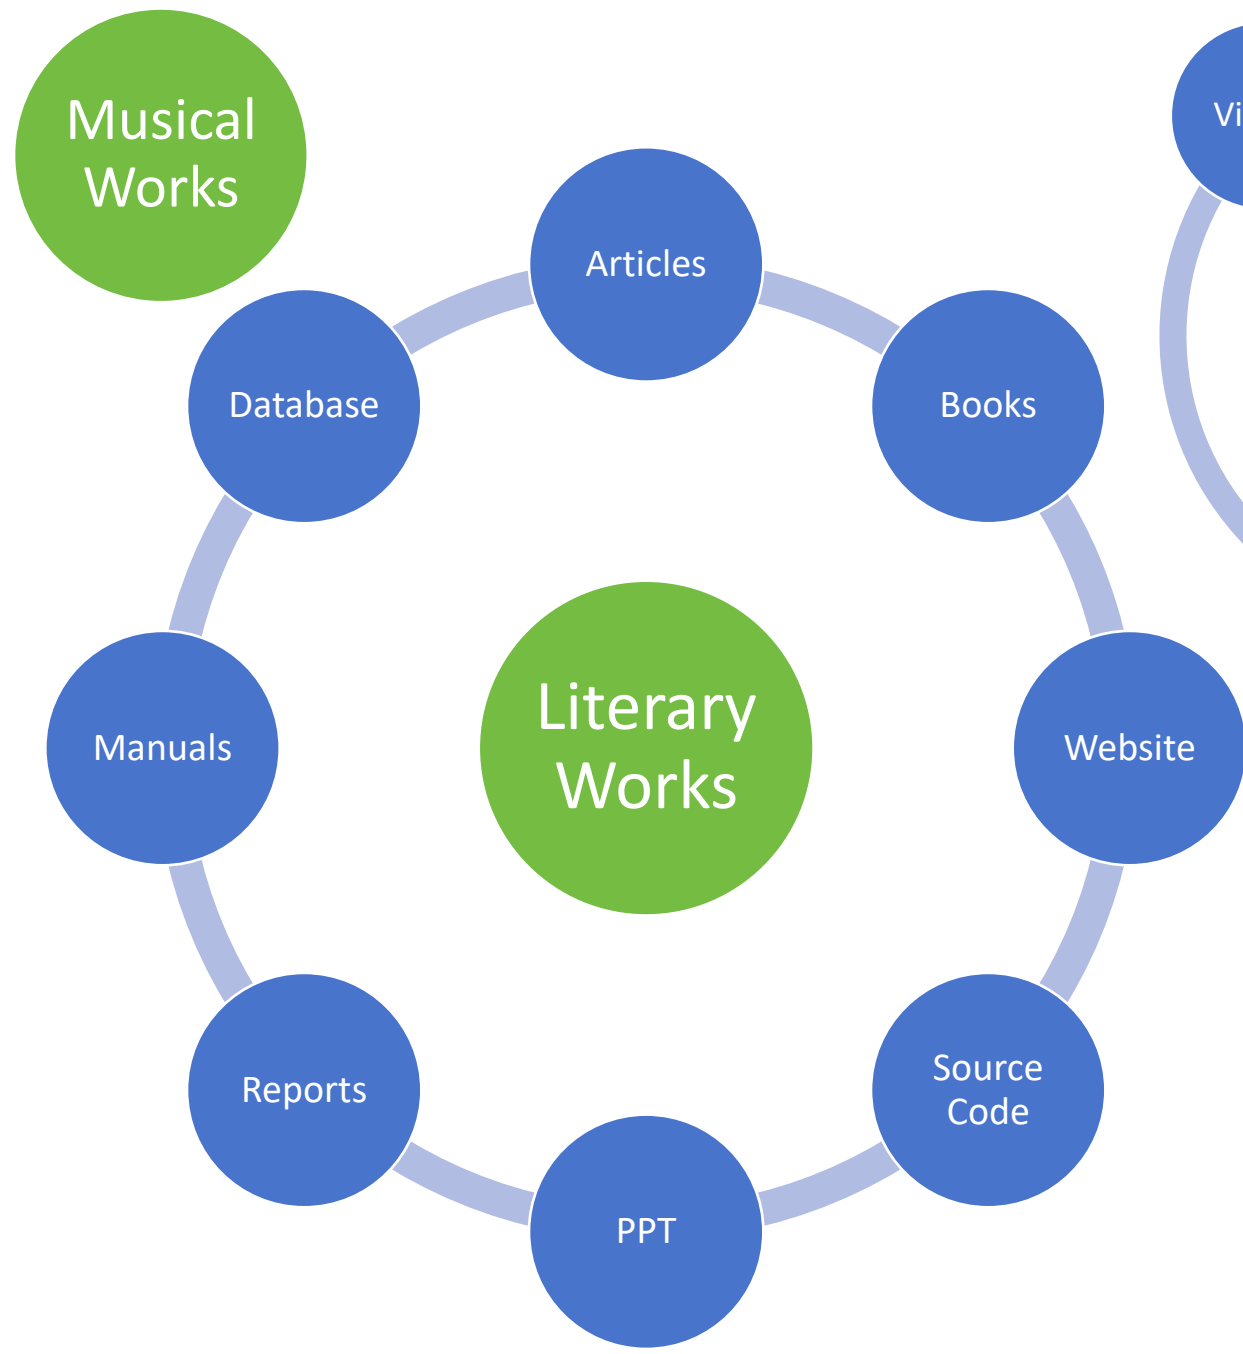 Musical
Works
Articles
Database
Books
Literary
Works
Manuals
Website
Reports
Source
Code
PPT